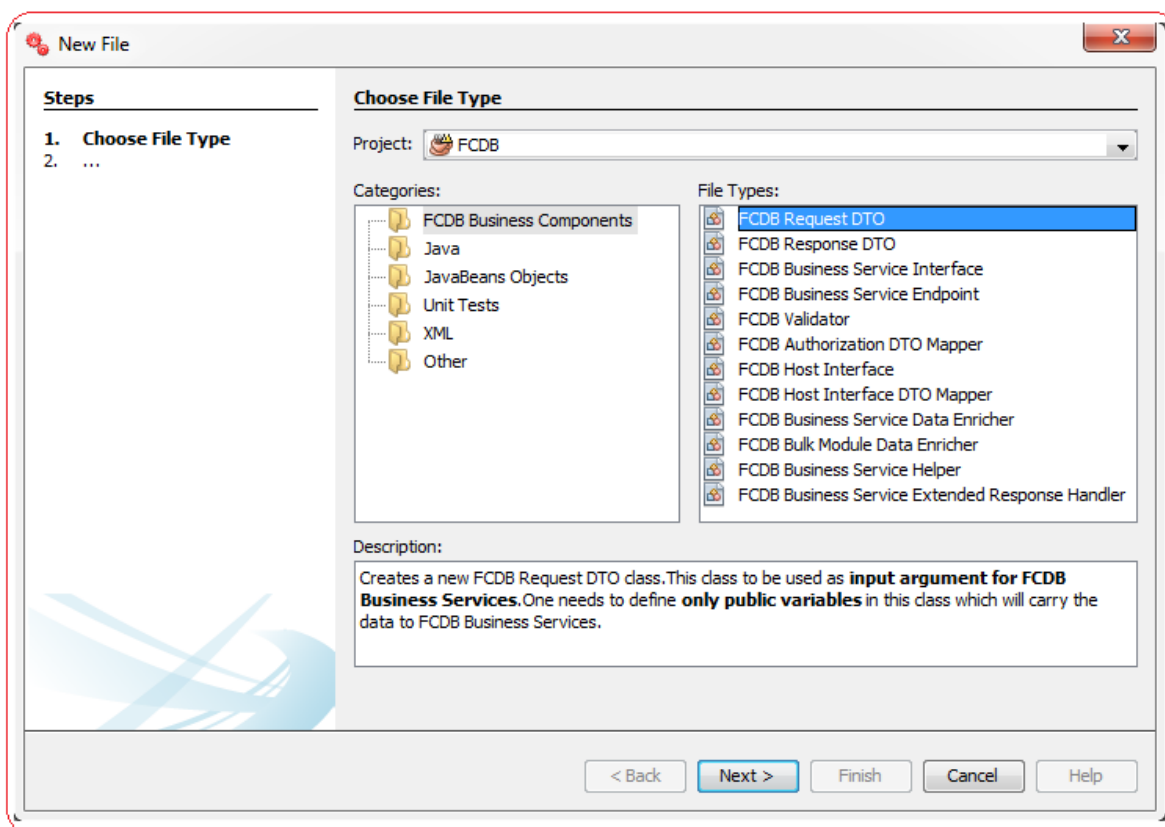 New File
Steps
1. Choose File Type
2. ...
Choose File Type
Project: FCDB
Categories:
FCDB Business Components
Java
JavaBeans Objects
Unit Tests
XML
Other
File Types:
FCDB Request DTO
FCDB Response DTO
FCDB Business Service Interface
FCDB Business Service Endpoint
FCDB Validator
FCDB Authorization DTO Mapper
FCDB Host Interface
FCDB Host Interface DTO Mapper
FCDB Business Service Data Enricher
FCDB Bulk Module Data Enricher
FCDB Business Service Helper
FCDB Business Service Extended Response Handler
Description:
Creates a new FCDB Request DTO class.This class to be used as input argument for FCDB
Business Services.One needs to define only public variables in this class which will carry the
data to FCDB Business Services.
< Back Next > Finish Cancel Help